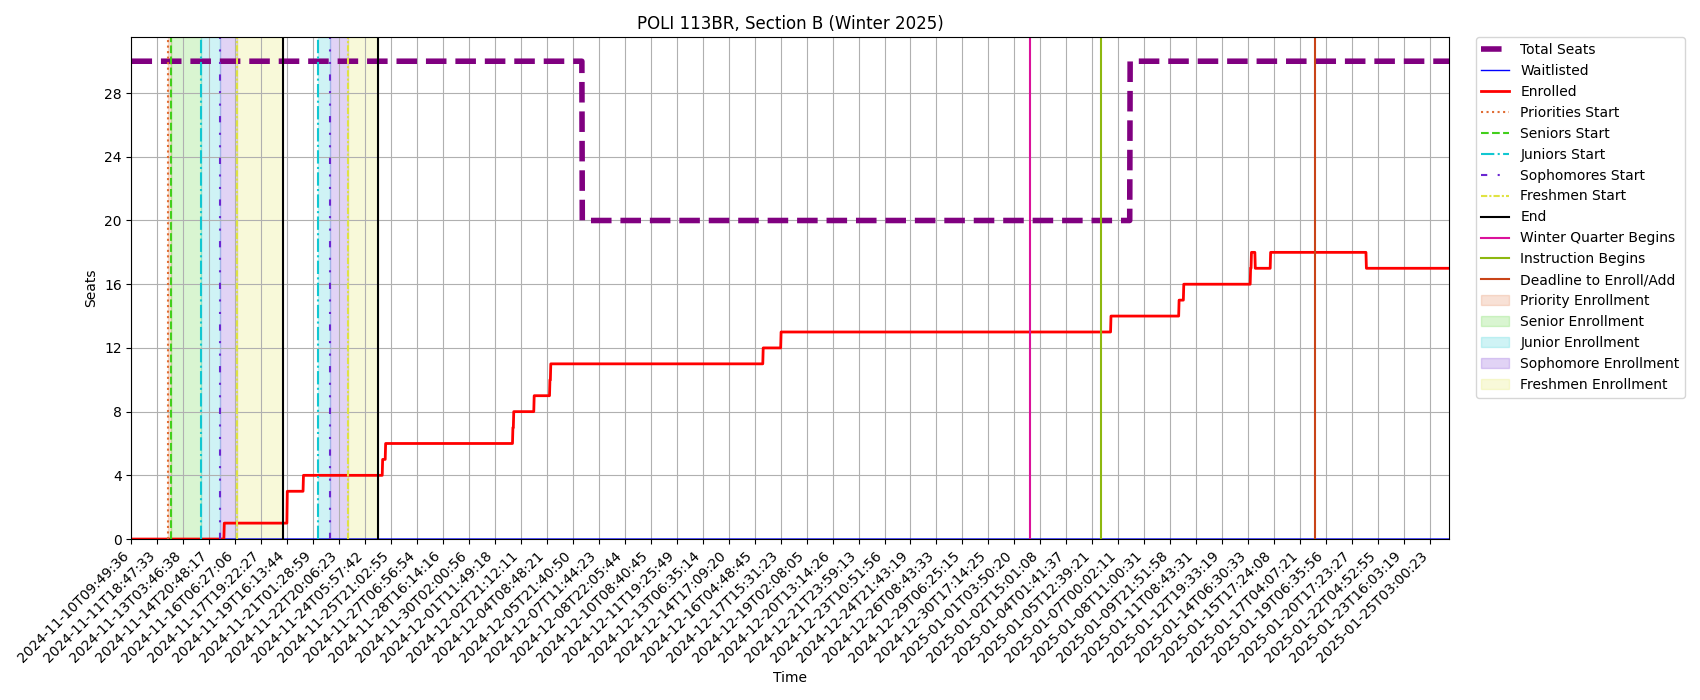 POLI 113BR, Section B (Winter 2025)
28
24
20
16
12
8
4
0
Seats
2024-11-10T09:49:36
2024-11-11T18:47:33
2024-11-13T03:46:38
2024-11-14T20:48:17
2024-11-16T06:27:06
2024-11-17T19:22:27
2024-11-19T16:13:44
2024-11-21T01:28:59
2024-11-22T20:06:23
2024-11-24T05:57:42
2024-11-25T21:02:55
2024-11-27T06:56:54
2024-11-28T16:14:16
2024-11-30T02:00:56
2024-12-01T11:49:18
2024-12-02T21:12:11
2024-12-04T08:48:21
2024-12-05T21:40:50
2024-12-07T11:44:23
2024-12-08T22:05:44
2024-12-10T08:40:45
2024-12-11T19:25:49
2024-12-13T06:35:14
2024-12-14T17:09:20
2024-12-16T04:48:45
2024-12-17T15:31:23
2024-12-19T02:08:05
2024-12-20T13:14:26
2024-12-21T23:59:13
2024-12-23T10:51:56
2024-12-24T21:43:19
2024-12-26T08:43:33
2024-12-29T06:25:15
2024-12-30T17:14:25
2025-01-01T03:50:20
2025-01-02T15:01:08
2025-01-04T01:41:37
2025-01-05T12:39:21
2025-01-07T00:02:11
2025-01-08T11:00:31
2025-01-09T21:51:58
2025-01-11T08:43:31
2025-01-12T19:33:19
2025-01-14T06:30:33
2025-01-15T17:24:08
2025-01-17T04:07:21
2025-01-19T06:35:56
2025-01-20T17:23:27
2025-01-22T04:52:55
2025-01-23T16:03:19
2025-01-25T03:00:23
Time
Total Seats
Waitlisted
Enrolled
Priorities Start
Seniors Start
Juniors Start
Sophomores Start
Freshmen Start
End
Winter Quarter Begins
Instruction Begins
Deadline to Enroll/Add
Priority Enrollment
Senior Enrollment
Junior Enrollment
Sophomore Enrollment
Freshmen Enrollment